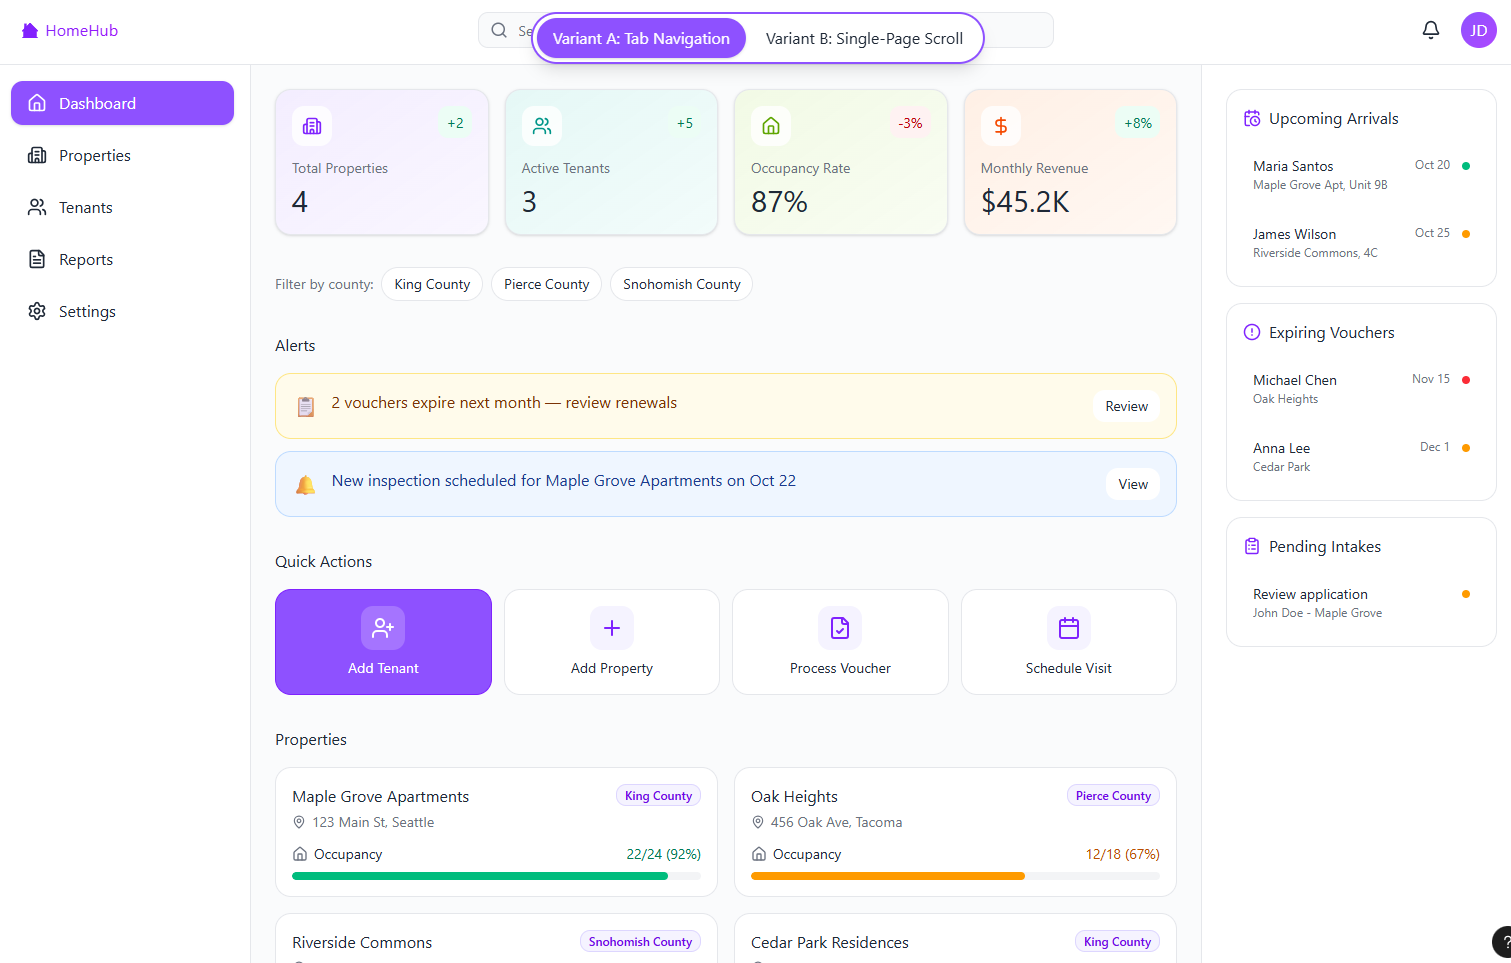 HomeHub
Variant A: Tab Navigation
Variant B: Single-Page Scroll
JD
Dashboard
Properties
Tenants
Reports
Settings
+2
Total Properties
4
+5
Active Tenants
3
-3%
Occupancy Rate
87%
+8%
Monthly Revenue
$45.2K
Filter by county:
King County
Pierce County
Snohomish County
Alerts
2 vouchers expire next month — review renewals
Review
New inspection scheduled for Maple Grove Apartments on Oct 22
View
Quick Actions
Add Tenant
Add Property
Process Voucher
Schedule Visit
Properties
Maple Grove Apartments
King County
123 Main St, Seattle
Occupancy
22/24 (92%)
Oak Heights
Pierce County
456 Oak Ave, Tacoma
Occupancy
12/18 (67%)
Riverside Commons
Snohomish County
Cedar Park Residences
King County
Upcoming Arrivals
Maria Santos
Oct 20
Maple Grove Apt, Unit 9B
James Wilson
Oct 25
Riverside Commons, 4C
Expiring Vouchers
Michael Chen
Nov 15
Oak Heights
Anna Lee
Dec 1
Cedar Park
Pending Intakes
Review application
John Doe - Maple Grove
?